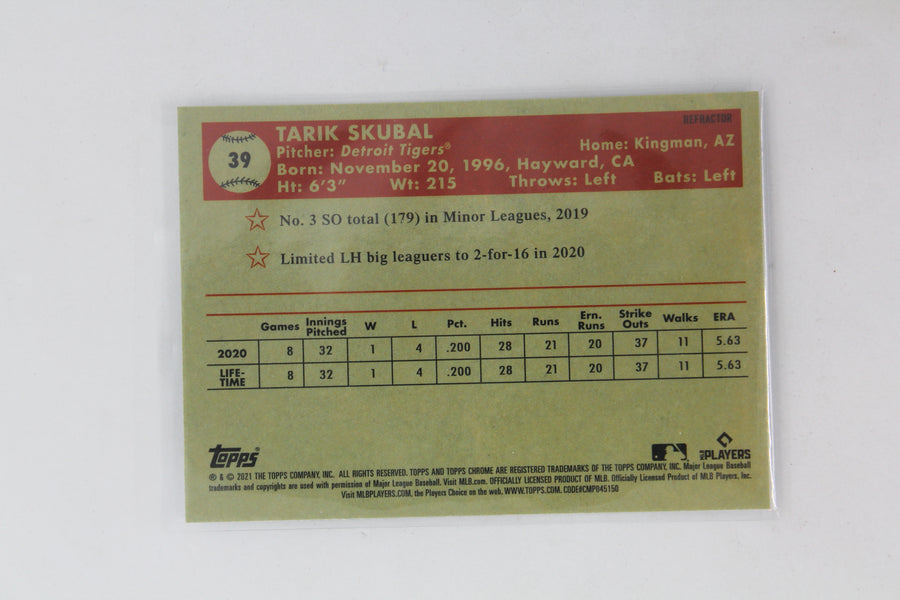 REFRACTOR
39
TARIK SKUBAL
Pitcher: Detroit Tigers® Home: Kingman, AZ
Born: November 20, 1996, Hayward, CA
Ht: 6'3" Wt: 215 Throws: Left Bats: Left
No. 3 SO total (179) in Minor Leagues, 2019
Limited LH big leaguers to 2-for-16 in 2020
Games Innings Pitched W L Pct. Hits Runs Ern. Runs Strike Outs Walks ERA
2020 8 32 1 4 .200 28 21 20 37 11 5.63
LIFE-TIME 8 32 1 4 .200 28 21 20 37 11 5.63
Topps® MLB PLAYERS
® & © 2021 THE TOPPS COMPANY, INC. ALL RIGHTS RESERVED. TOPPS AND TOPPS CHROME ARE REGISTERED TRADEMARKS OF THE TOPPS COMPANY, INC. Major League Baseball
trademarks and copyrights are used with permission of Major League Baseball. Visit MLB.com. OFFICIALLY LICENSED PRODUCT OF MLB. Officially Licensed Product of MLB Players, Inc.
Visit MLBPLAYERS.COM, the Players Choice on the web. WWW.TOPPS.COM. CODE#CMP045150